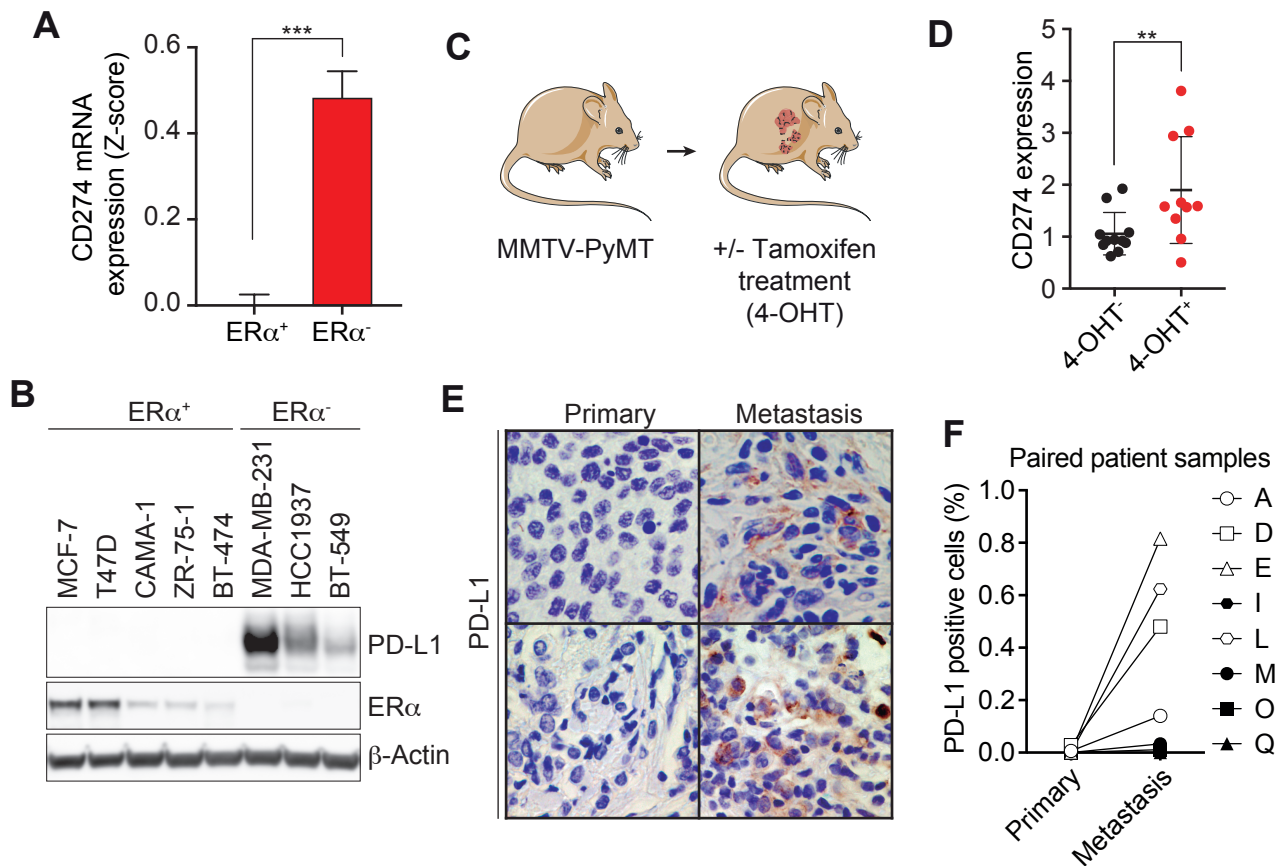 A
CD274 mRNA
expression (Z-score)
0.6
0.4
0.2
0.0
***
ERα⁺
ERα⁻
B
ERα⁺
ERα⁻
MCF-7
T47D
CAMA-1
ZR-75-1
BT-474
MDA-MB-231
HCC1937
BT-549
PD-L1
ERα
β-Actin
C
MMTV-PyMT
+/- Tamoxifen
treatment
(4-OHT)
D
CD274 expression
5
4
3
2
1
0
**
4-OHT⁻
4-OHT⁺
E
Primary
Metastasis
PD-L1
F
Paired patient samples
PD-L1 positive cells (%)
1.0
0.8
0.6
0.4
0.2
0.0
Primary
Metastasis
A
D
E
I
L
M
O
Q